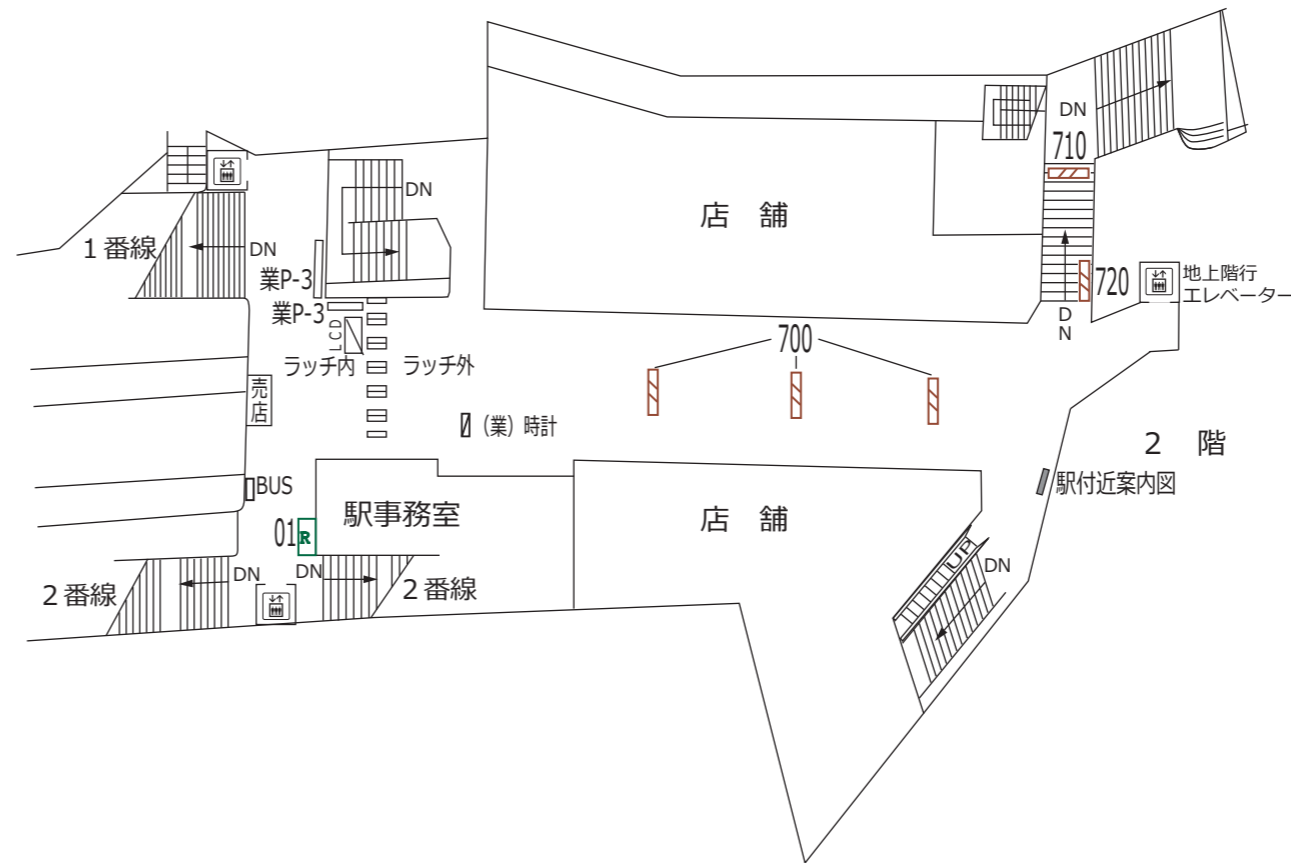 DN
710
店 舗
DN
1番線
DN
業P-3
720
地上階行
エレベーター
業P-3
D
N
LCD
700
ラッチ内
ラッチ外
売
店
(業) 時計
2 階
BUS
駅付近案内図
駅事務室
店 舗
01
R
UP
DN
DN
DN
2番線
2番線